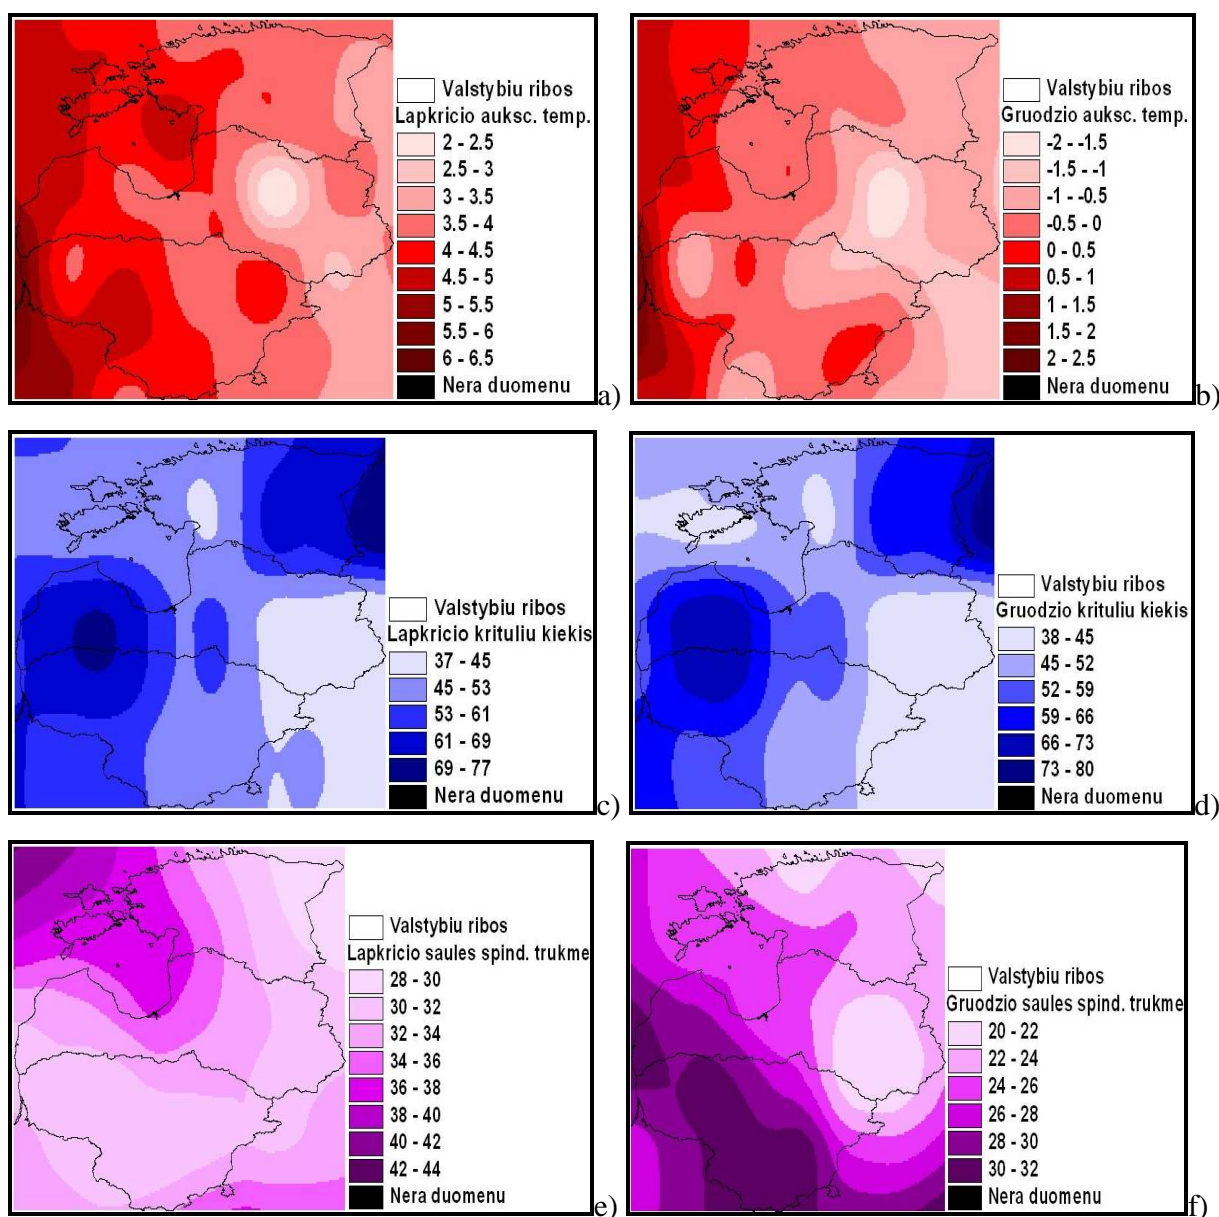 Valstybiu ribos
Lapkricio auksc. temp.
2 - 2.5
2.5 - 3
3 - 3.5
3.5 - 4
4 - 4.5
4.5 - 5
5 - 5.5
5.5 - 6
6 - 6.5
Nera duomenu
a)
Valstybiu ribos
Gruodzio auksc. temp.
-2 - -1.5
-1.5 - -1
-1 - -0.5
-0.5 - 0
0 - 0.5
0.5 - 1
1 - 1.5
1.5 - 2
2 - 2.5
Nera duomenu
b)
Valstybiu ribos
Lapkricio krituliu kiekis
37 - 45
45 - 53
53 - 61
61 - 69
69 - 77
Nera duomenu
c)
Valstybiu ribos
Gruodzio krituliu kiekis
38 - 45
45 - 52
52 - 59
59 - 66
66 - 73
73 - 80
Nera duomenu
d)
Valstybiu ribos
Lapkricio saules spind. trukme
28 - 30
30 - 32
32 - 34
34 - 36
36 - 38
38 - 40
40 - 42
42 - 44
Nera duomenu
e)
Valstybiu ribos
Gruodzio saules spind. trukme
20 - 22
22 - 24
24 - 26
26 - 28
28 - 30
30 - 32
Nera duomenu
f)